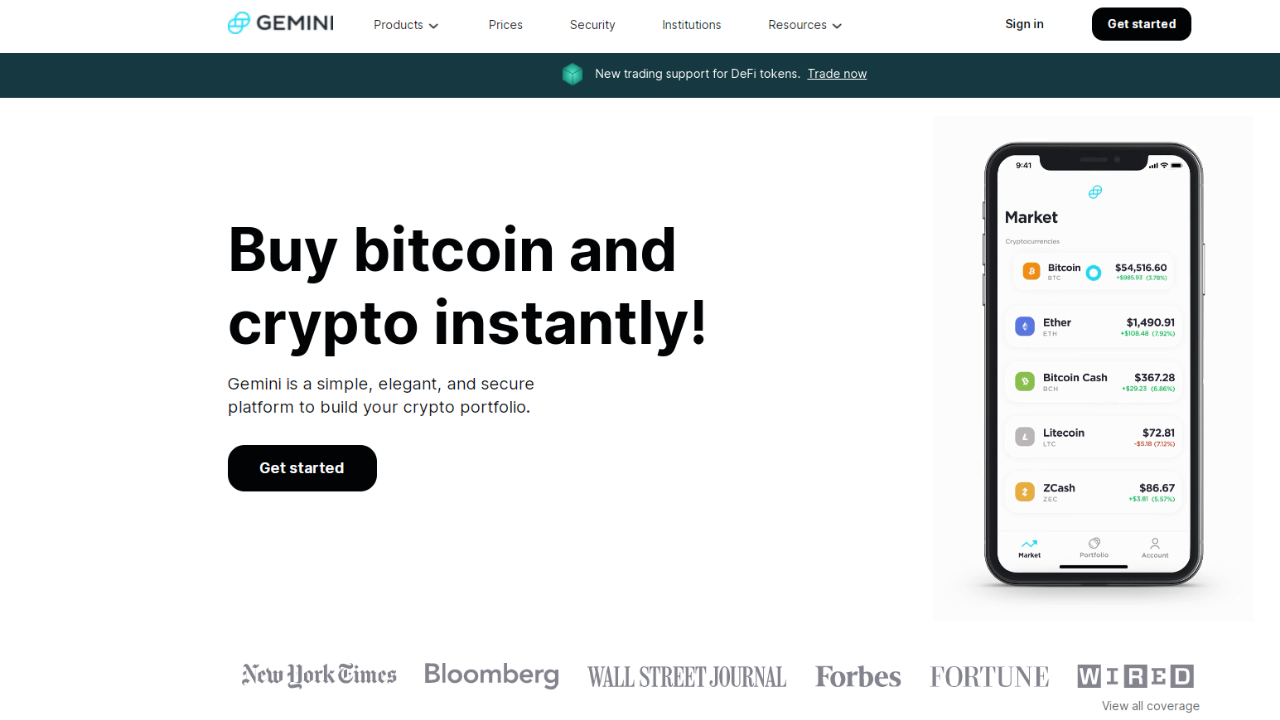 GEMINI
Products
Prices
Security
Institutions
Resources
Sign in
Get started
New trading support for DeFi tokens. Trade now
Buy bitcoin and
crypto instantly!
Gemini is a simple, elegant, and secure
platform to build your crypto portfolio.
Get started
9:41
Market
Cryptocurrencies
Bitcoin $54,516.60
BTC +$985.93 (3.78%)
Ether $1,490.91
ETH +$108.48 (7.92%)
Bitcoin Cash $367.28
BCH +$29.23 (6.86%)
Litecoin $72.81
LTC -$5.18 (7.12%)
ZCash $86.67
ZEC +$3.81 (5.57%)
Market Portfolio Account
New York Times
Bloomberg
WALL STREET JOURNAL
Forbes
FORTUNE
WIRED
View all coverage